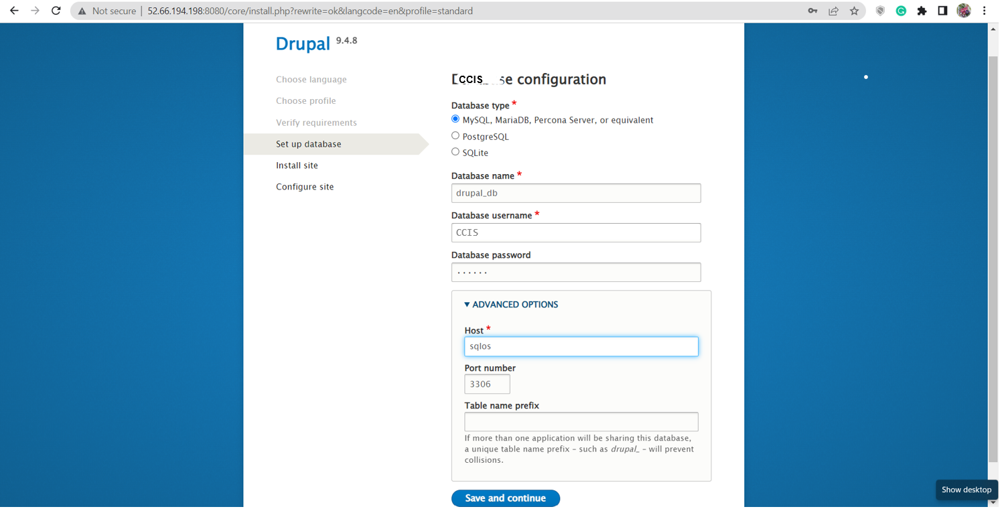 Not secure | 52.66.194.198:8080/core/install.php?rewrite=ok&langcode=en&profile=standard
Drupal 9.4.8
Choose language
Choose profile
Verify requirements
Set up database
Install site
Configure site
CCIS configuration
Database type *
MySQL, MariaDB, Percona Server, or equivalent
PostgreSQL
SQLite
Database name *
drupal_db
Database username *
CCIS
Database password
······
▼ ADVANCED OPTIONS
Host *
sqlos
Port number
3306
Table name prefix
If more than one application will be sharing this database,
a unique table name prefix – such as drupal_ – will prevent
collisions.
Save and continue
Show desktop